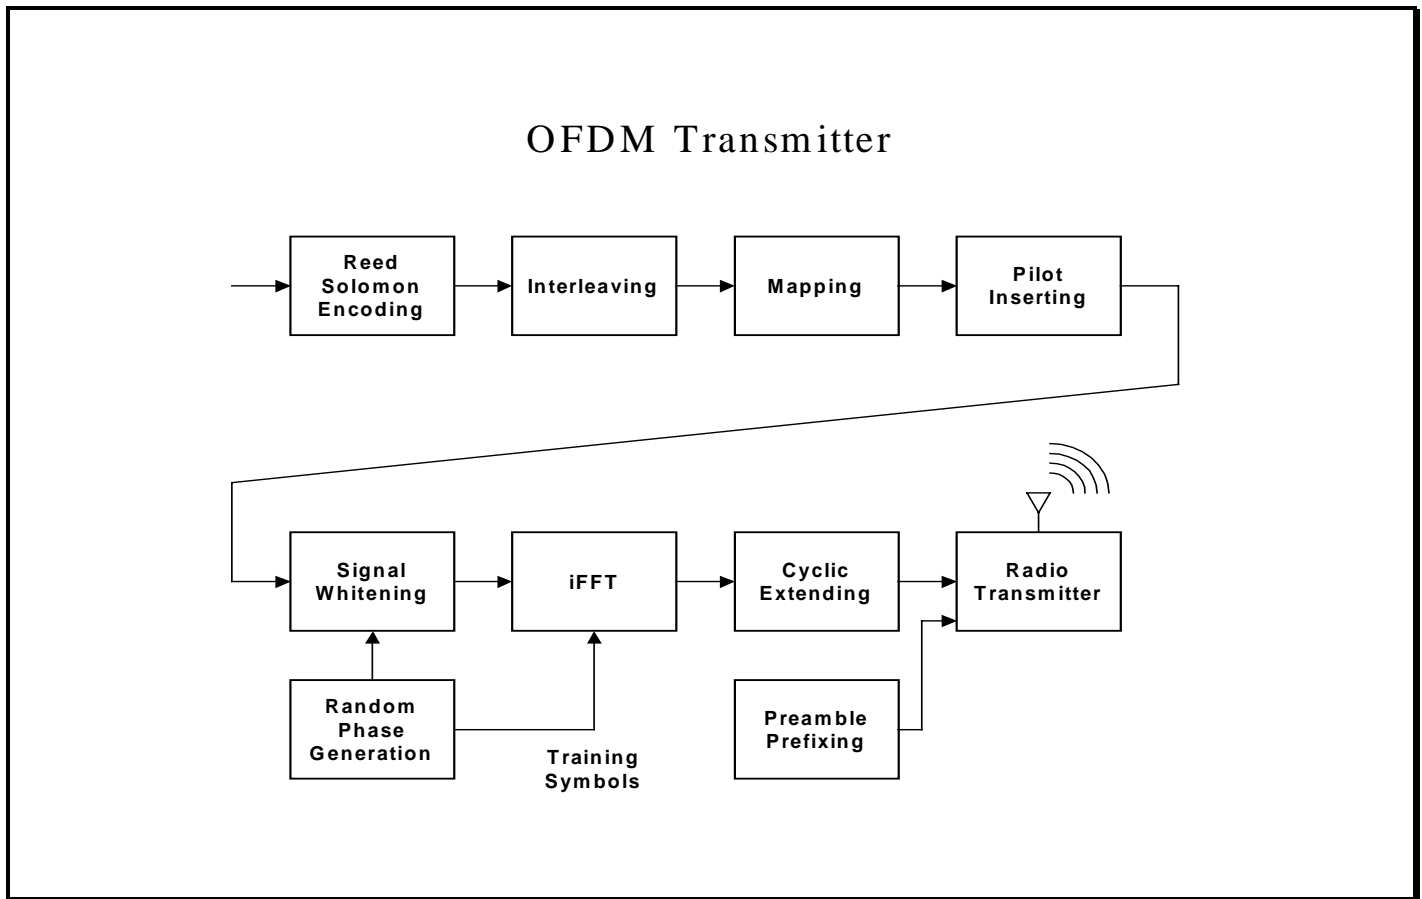 OFDM Transmitter
Reed
Solomon
Encoding
Interleaving
Mapping
Pilot
Inserting
Signal
Whitening
iFFT
Cyclic
Extending
Radio
Transmitter
Random
Phase
Generation
Training
Symbols
Preamble
Prefixing